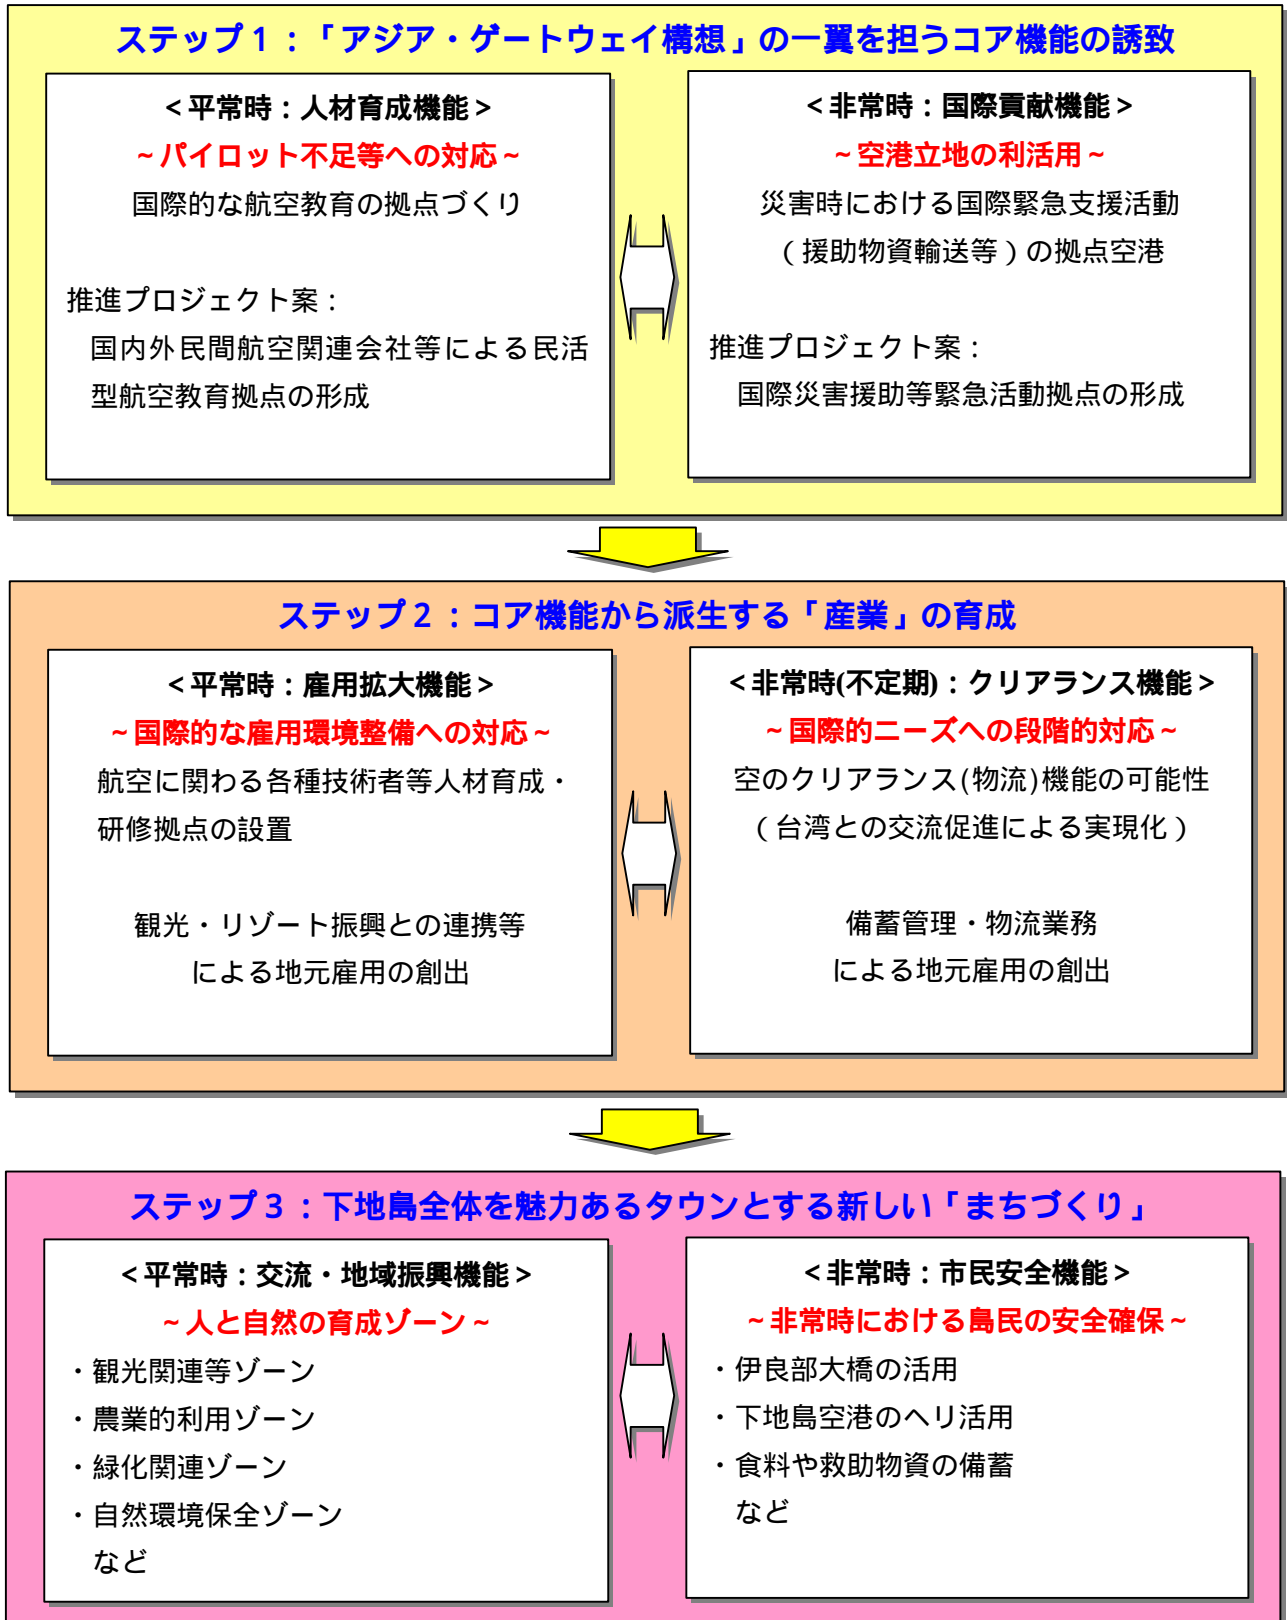 ステップ１：「アジア・ゲートウェイ構想」の一翼を担うコア機能の誘致
＜平常時：人材育成機能＞
～パイロット不足等への対応～
国際的な航空教育の拠点づくり
推進プロジェクト案：
国内外民間航空関連会社等による民活
型航空教育拠点の形成
＜非常時：国際貢献機能＞
～空港立地の利活用～
災害時における国際緊急支援活動
（援助物資輸送等）の拠点空港
推進プロジェクト案：
国際災害援助等緊急活動拠点の形成
ステップ２：コア機能から派生する「産業」の育成
＜平常時：雇用拡大機能＞
～国際的な雇用環境整備への対応～
航空に関わる各種技術者等人材育成・
研修拠点の設置
観光・リゾート振興との連携等
による地元雇用の創出
＜非常時(不定期)：クリアランス機能＞
～国際的ニーズへの段階的対応～
空のクリアランス(物流)機能の可能性
（台湾との交流促進による実現化）
備蓄管理・物流業務
による地元雇用の創出
ステップ３：下地島全体を魅力あるタウンとする新しい「まちづくり」
＜平常時：交流・地域振興機能＞
～人と自然の育成ゾーン～
・観光関連等ゾーン
・農業的利用ゾーン
・緑化関連ゾーン
・自然環境保全ゾーン
など
＜非常時：市民安全機能＞
～非常時における島民の安全確保～
・伊良部大橋の活用
・下地島空港のヘリ活用
・食料や救助物資の備蓄
など